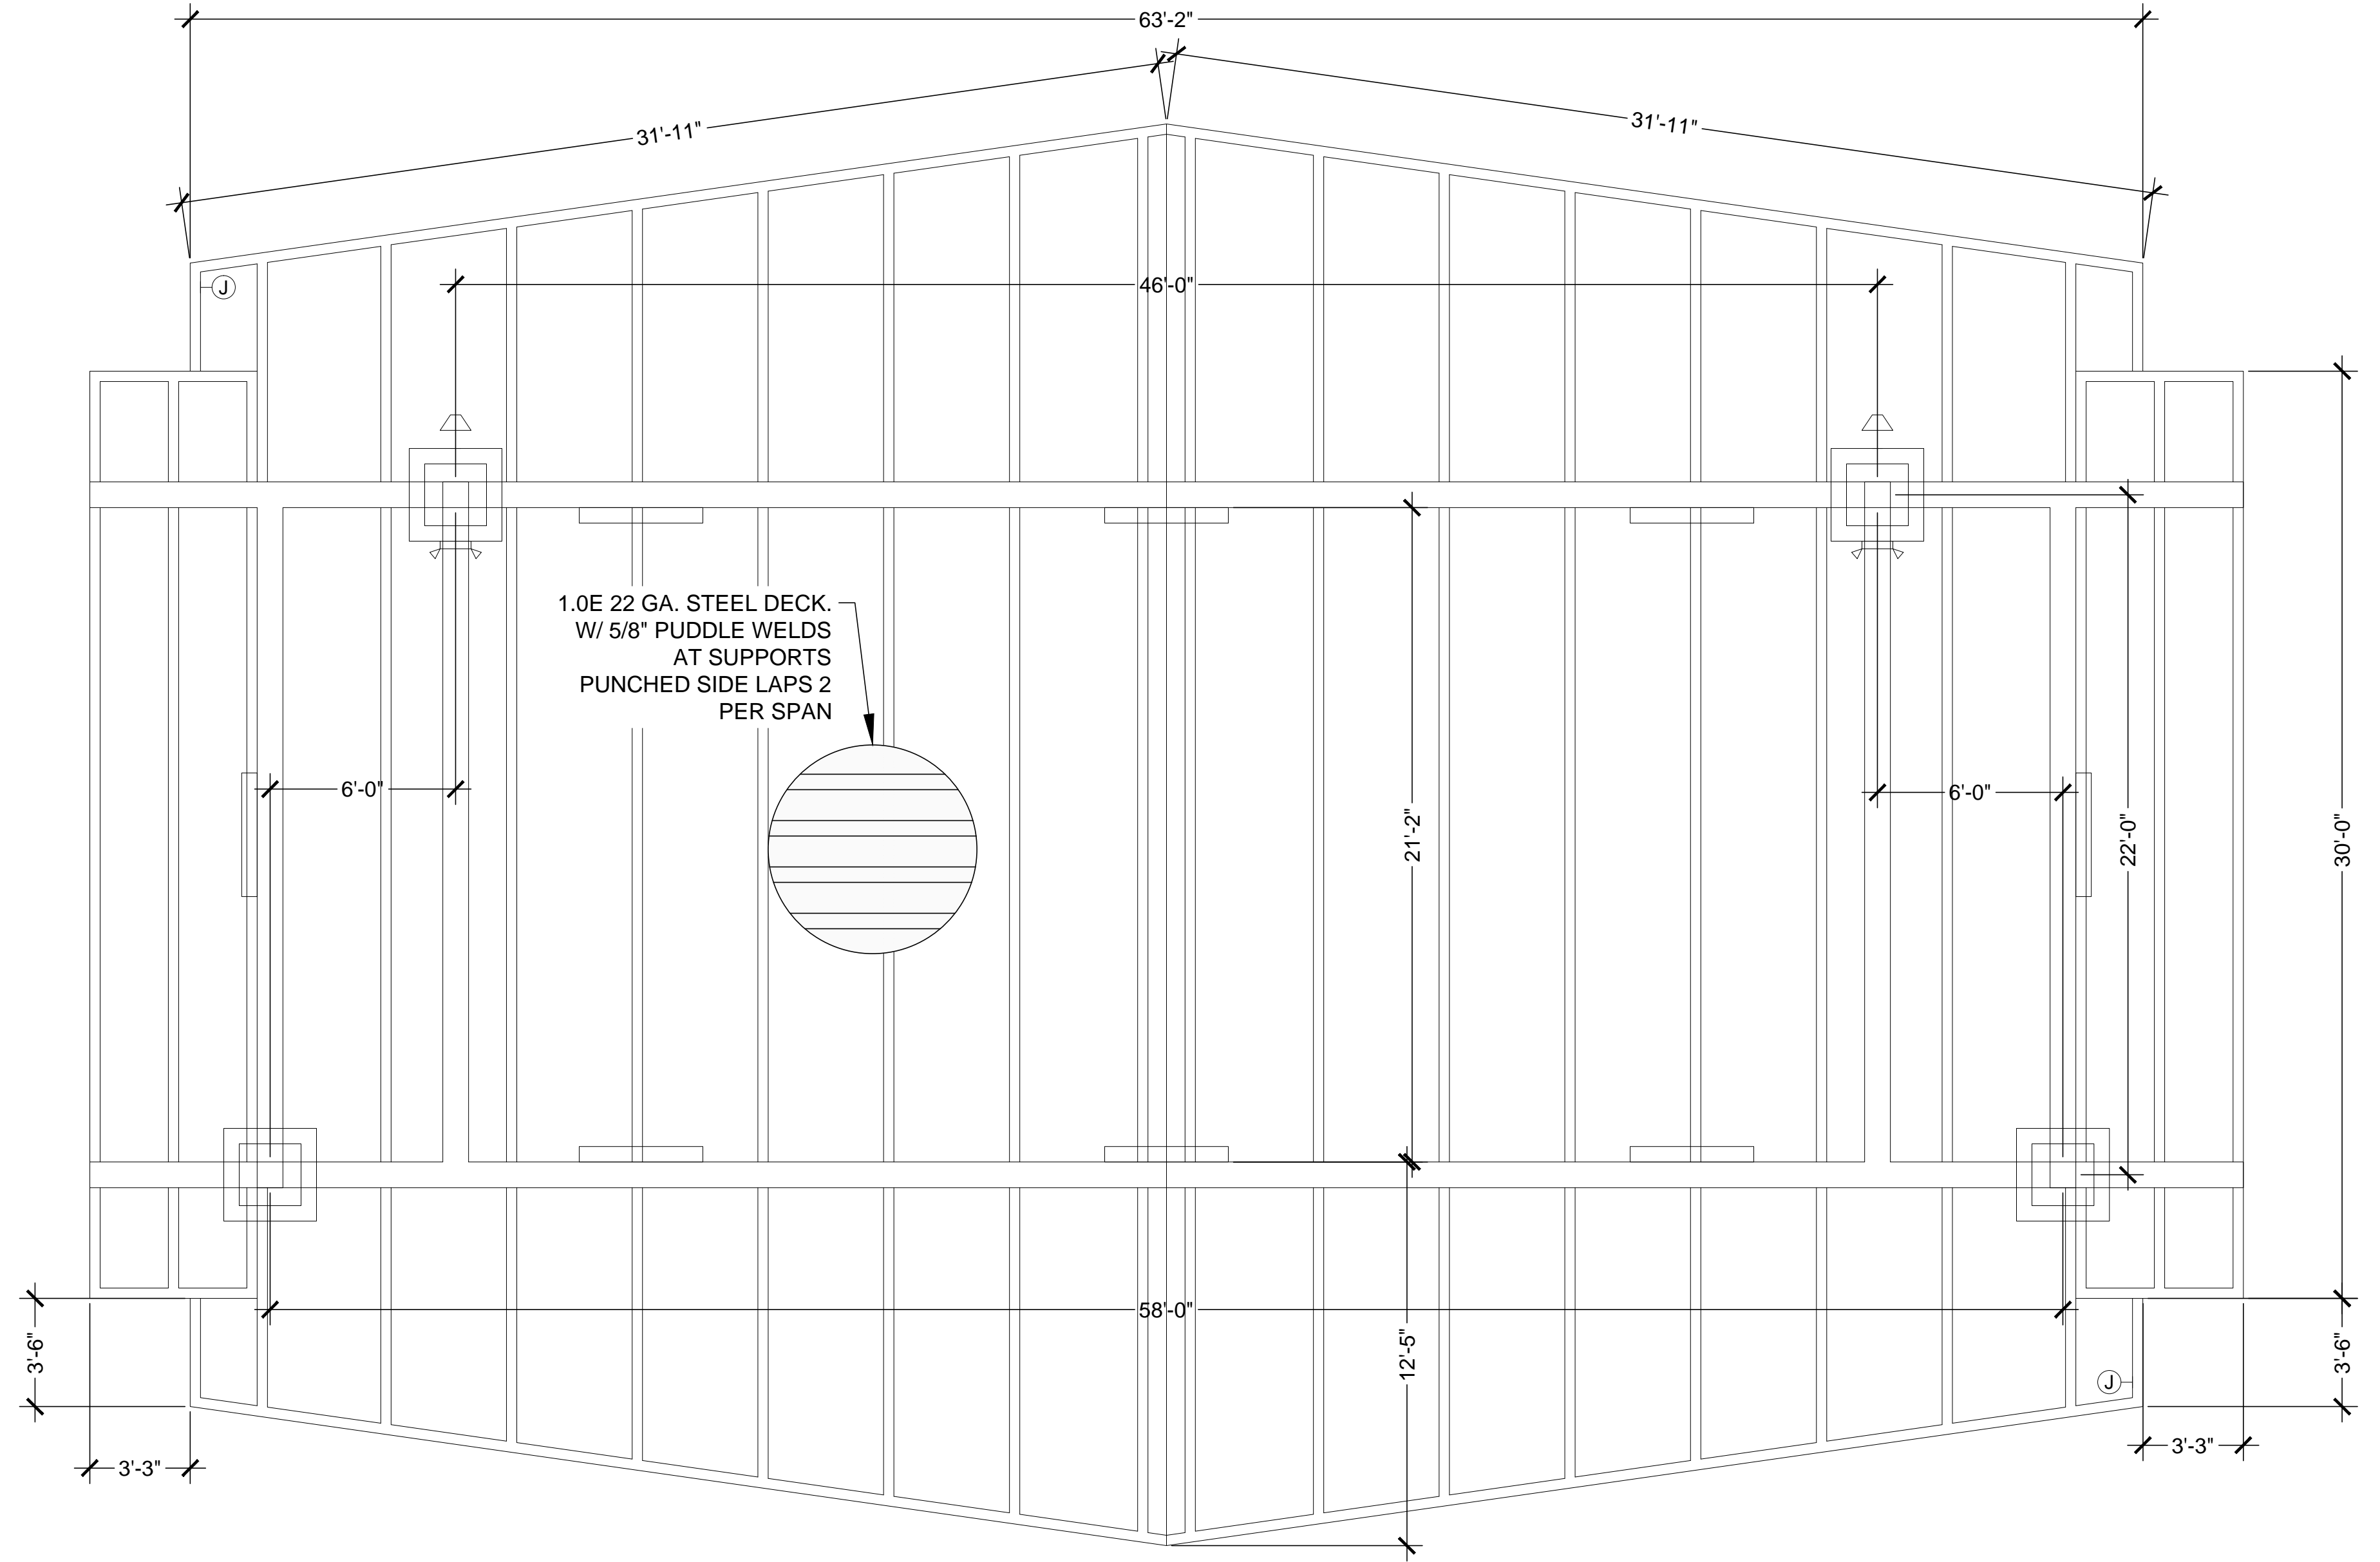 63'-2"
31'-11"
31'-11"
J
46'-0"
1.0E 22 GA. STEEL DECK.
W/ 5/8" PUDDLE WELDS
AT SUPPORTS
PUNCHED SIDE LAPS 2
PER SPAN
6'-0"
6'-0"
21'-2"
22'-0"
30'-0"
58'-0"
3'-6"
12'-5"
3'-6"
J
3'-3"
3'-3"